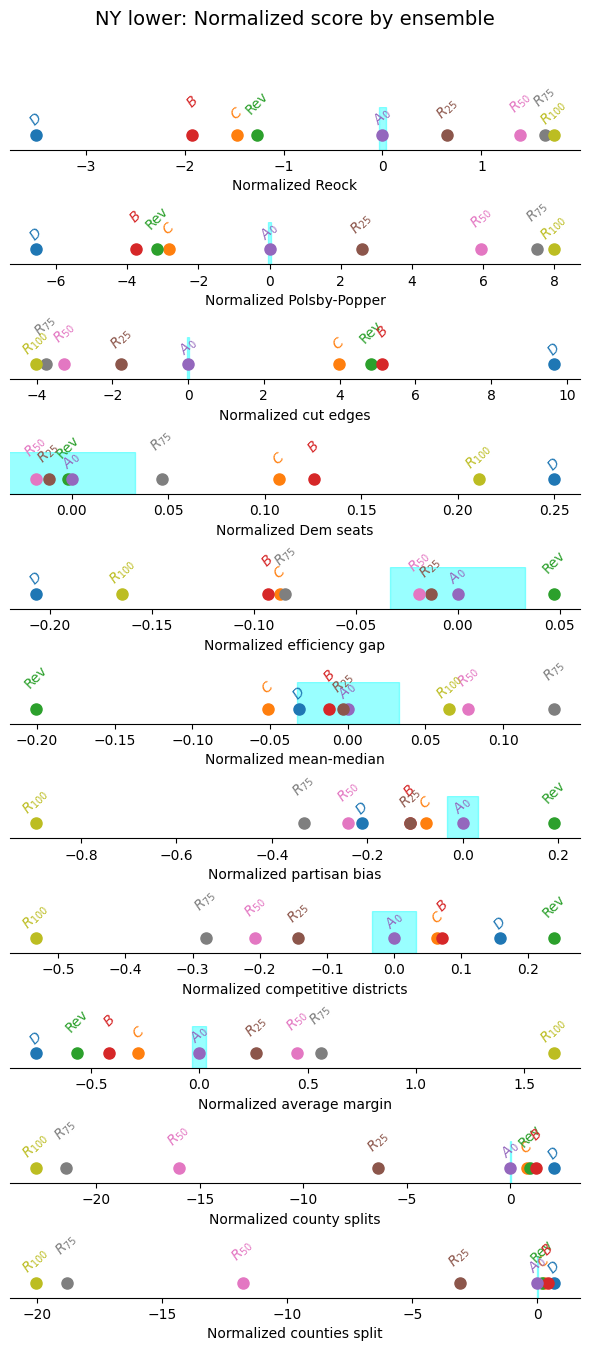 NY lower: Normalized score by ensemble
D B C Rev A0 R25 R50 R75 R100
−3 −2 −1 0 1
Normalized Reock
D B Rev C A0 R25 R50 R75 R100
−6 −4 −2 0 2 4 6 8
Normalized Polsby-Popper
R100 R75 R50 R25 A0 C Rev B D
−4 −2 0 2 4 6 8 10
Normalized cut edges
R50 R25 Rev A0 R75 C B R100 D
0.00 0.05 0.10 0.15 0.20 0.25
Normalized Dem seats
D R100 B C R75 R50 R25 A0 Rev
−0.20 −0.15 −0.10 −0.05 0.00 0.05
Normalized efficiency gap
Rev C D B R25 A0 R100 R50 R75
−0.20 −0.15 −0.10 −0.05 0.00 0.05 0.10
Normalized mean-median
R100 R75 R50 D B R25 C A0 Rev
−0.8 −0.6 −0.4 −0.2 0.0 0.2
Normalized partisan bias
R100 R75 R50 R25 A0 C B D Rev
−0.5 −0.4 −0.3 −0.2 −0.1 0.0 0.1 0.2
Normalized competitive districts
D Rev B C A0 R25 R50 R75 R100
−0.5 0.0 0.5 1.0 1.5
Normalized average margin
R100 R75 R50 R25 A0 C Rev B D
−20 −15 −10 −5 0
Normalized county splits
R100 R75 R50 R25 A0 Rev C B D
−20 −15 −10 −5 0
Normalized counties split